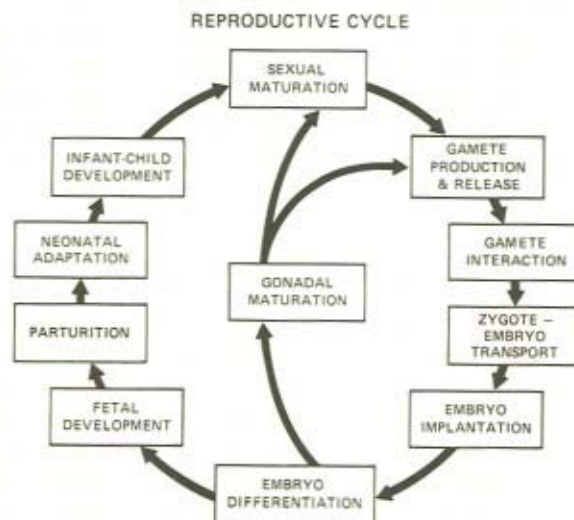 REPRODUCTIVE CYCLE
SEXUAL
MATURATION
GAMETE
PRODUCTION
& RELEASE
GAMETE
INTERACTION
ZYGOTE –
EMBRYO
TRANSPORT
EMBRYO
IMPLANTATION
EMBRYO
DIFFERENTIATION
FETAL
DEVELOPMENT
PARTURITION
NEONATAL
ADAPTATION
INFANT-CHILD
DEVELOPMENT
GONADAL
MATURATION